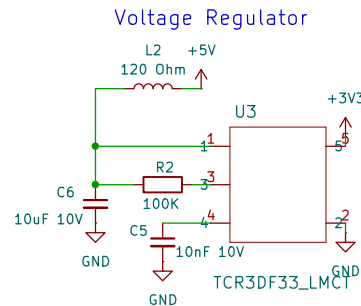 Voltage Regulator
L2 +5V
120 Ohm
+3V3
U3
1 1 5 5
R2
3 3
100K
C6
10uF 10V
C5 4 4 2 2
10nF 10V
GND
GND
TCR3DF33_LMCT
GND